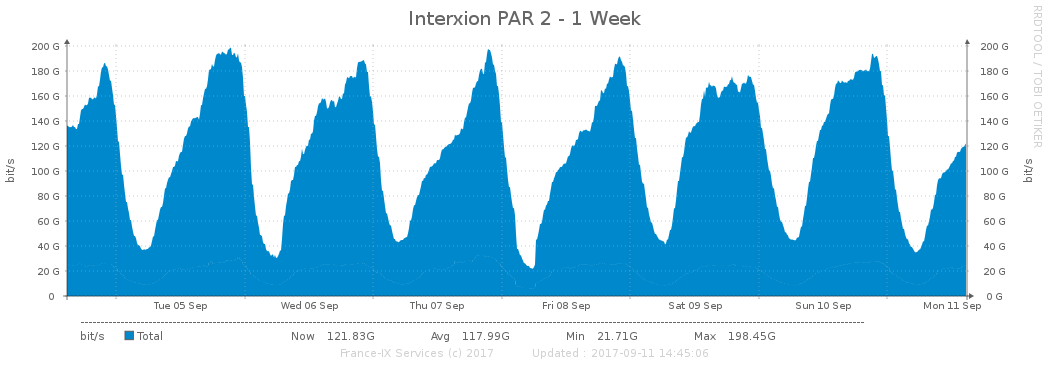 Interxion PAR 2 - 1 Week
RRDTOOL / TOBI OETIKER
bit/s
200 G
180 G
160 G
140 G
120 G
100 G
80 G
60 G
40 G
20 G
0
200 G
180 G
160 G
140 G
120 G
100 G
80 G
60 G
40 G
20 G
0 G
bit/s
Tue 05 Sep Wed 06 Sep Thu 07 Sep Fri 08 Sep Sat 09 Sep Sun 10 Sep Mon 11 Sep
bit/s Total Now 121.83G Avg 117.99G Min 21.71G Max 198.45G
France-IX Services (c) 2017 Updated : 2017-09-11 14:45:06